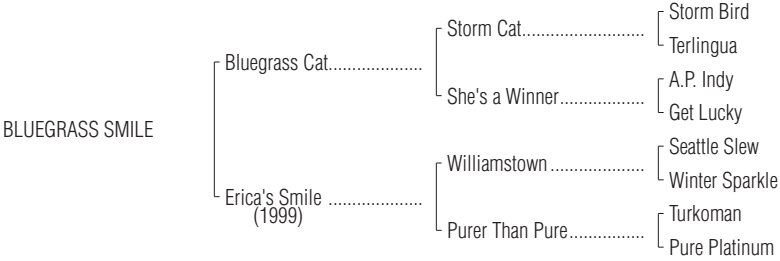 Storm Bird
Storm Cat........................
Terlingua
Bluegrass Cat....................
A.P. Indy
She's a Winner.................
Get Lucky
BLUEGRASS SMILE
Seattle Slew
Williamstown ...................
Winter Sparkle
Erica's Smile ....................
(1999)
Turkoman
Purer Than Pure...............
Pure Platinum